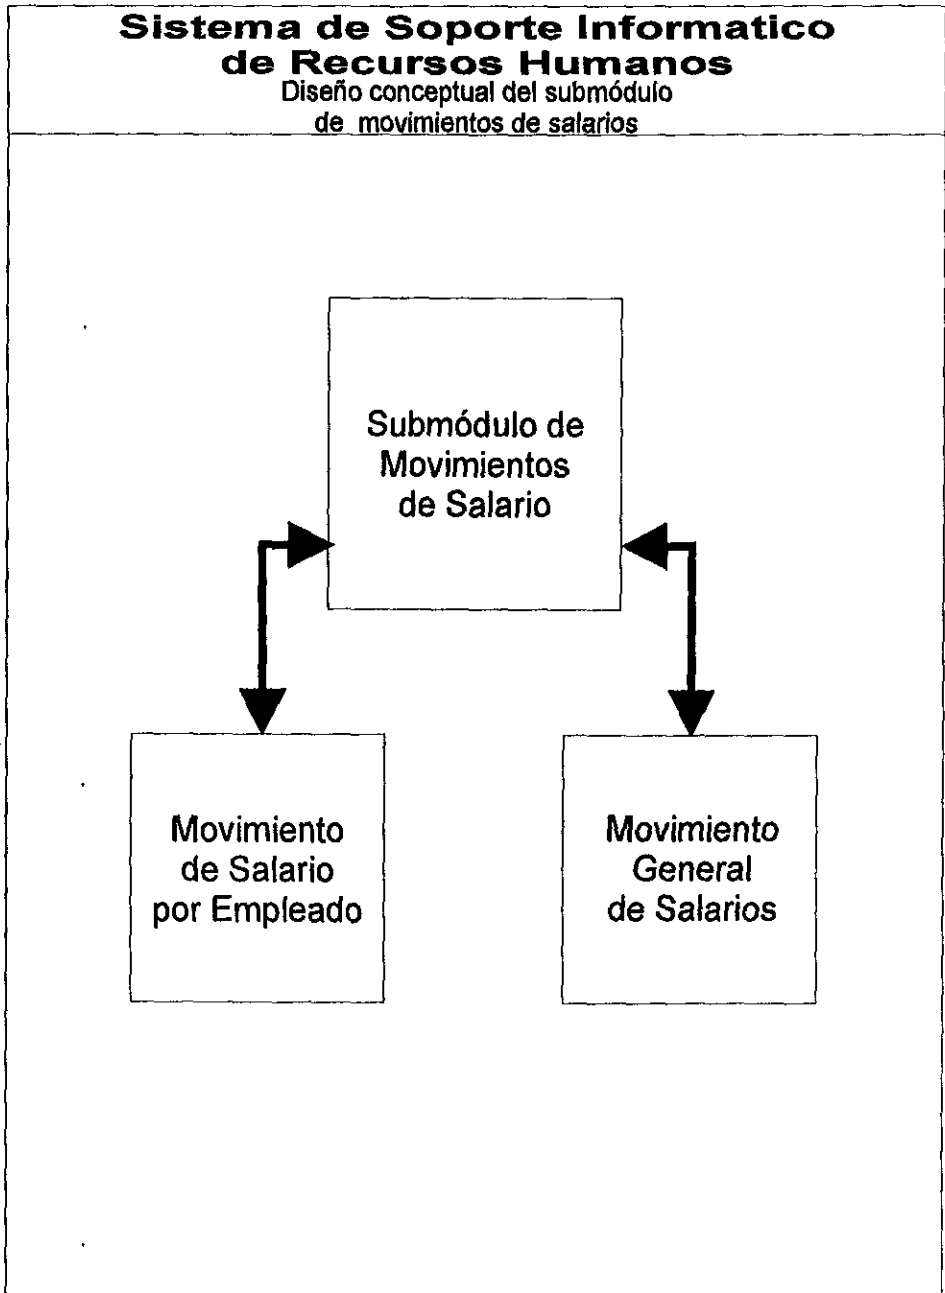 Sistema de Soporte Informatico
de Recursos Humanos
Diseño conceptual del submódulo
de movimientos de salarios
Submódulo de
Movimientos
de Salario
Movimiento
de Salario
por Empleado
Movimiento
General
de Salarios